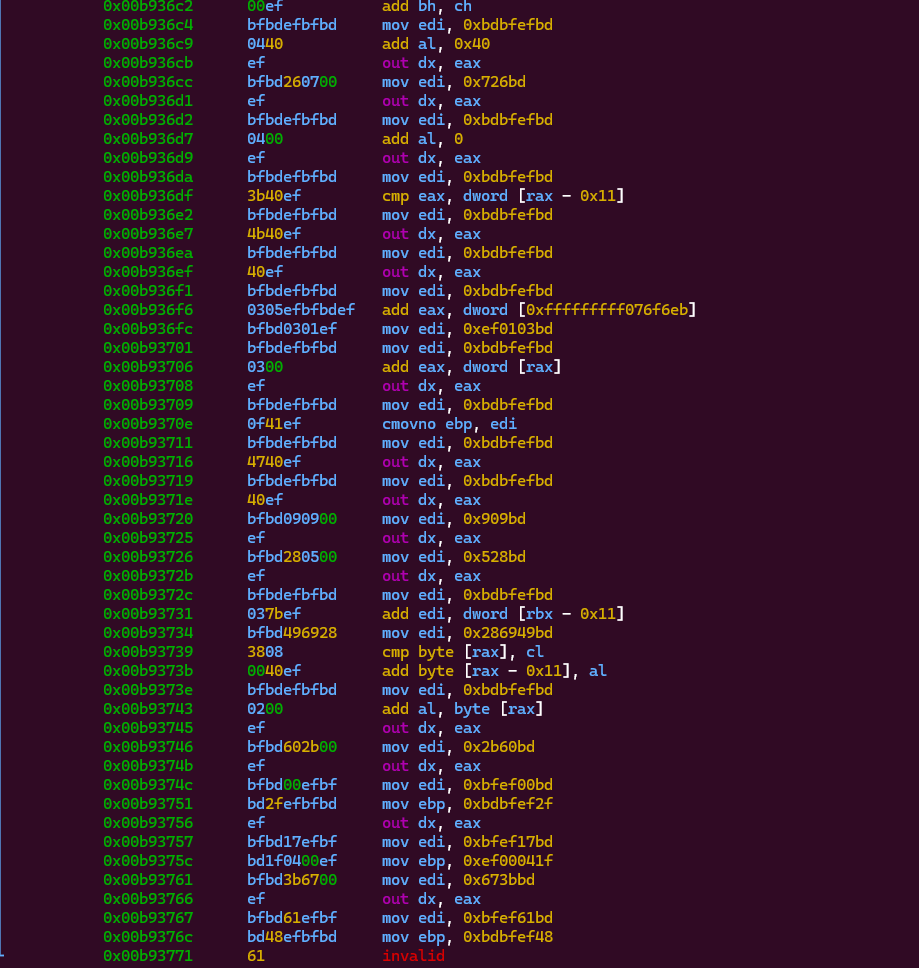 0x00b936c2 00ef add bh, ch
0x00b936c4 bfbdefbfbd mov edi, 0xbdbfefbd
0x00b936c9 0440 add al, 0x40
0x00b936cb ef out dx, eax
0x00b936cc bfbd260700 mov edi, 0x726bd
0x00b936d1 ef out dx, eax
0x00b936d2 bfbdefbfbd mov edi, 0xbdbfefbd
0x00b936d7 0400 add al, 0
0x00b936d9 ef out dx, eax
0x00b936da bfbdefbfbd mov edi, 0xbdbfefbd
0x00b936df 3b40ef cmp eax, dword [rax - 0x11]
0x00b936e2 bfbdefbfbd mov edi, 0xbdbfefbd
0x00b936e7 4b40ef out dx, eax
0x00b936ea bfbdefbfbd mov edi, 0xbdbfefbd
0x00b936ef 40ef out dx, eax
0x00b936f1 bfbdefbfbd mov edi, 0xbdbfefbd
0x00b936f6 0305efbfbdef add eax, dword [0xfffffffff076f6eb]
0x00b936fc bfbd0301ef mov edi, 0xef0103bd
0x00b93701 bfbdefbfbd mov edi, 0xbdbfefbd
0x00b93706 0300 add eax, dword [rax]
0x00b93708 ef out dx, eax
0x00b93709 bfbdefbfbd mov edi, 0xbdbfefbd
0x00b9370e 0f41ef cmovno ebp, edi
0x00b93711 bfbdefbfbd mov edi, 0xbdbfefbd
0x00b93716 4740ef out dx, eax
0x00b93719 bfbdefbfbd mov edi, 0xbdbfefbd
0x00b9371e 40ef out dx, eax
0x00b93720 bfbd090900 mov edi, 0x909bd
0x00b93725 ef out dx, eax
0x00b93726 bfbd280500 mov edi, 0x528bd
0x00b9372b ef out dx, eax
0x00b9372c bfbdefbfbd mov edi, 0xbdbfefbd
0x00b93731 037bef add edi, dword [rbx - 0x11]
0x00b93734 bfbd496928 mov edi, 0x286949bd
0x00b93739 3808 cmp byte [rax], cl
0x00b9373b 0040ef add byte [rax - 0x11], al
0x00b9373e bfbdefbfbd mov edi, 0xbdbfefbd
0x00b93743 0200 add al, byte [rax]
0x00b93745 ef out dx, eax
0x00b93746 bfbd602b00 mov edi, 0x2b60bd
0x00b9374b ef out dx, eax
0x00b9374c bfbd00efbf mov edi, 0xbfef00bd
0x00b93751 bd2fefbfbd mov ebp, 0xbdbfef2f
0x00b93756 ef out dx, eax
0x00b93757 bfbd17efbf mov edi, 0xbfef17bd
0x00b9375c bd1f0400ef mov ebp, 0xef00041f
0x00b93761 bfbd3b6700 mov edi, 0x673bbd
0x00b93766 ef out dx, eax
0x00b93767 bfbd61efbf mov edi, 0xbfef61bd
0x00b9376c bd48efbfbd mov ebp, 0xbdbfef48
0x00b93771 61 invalid